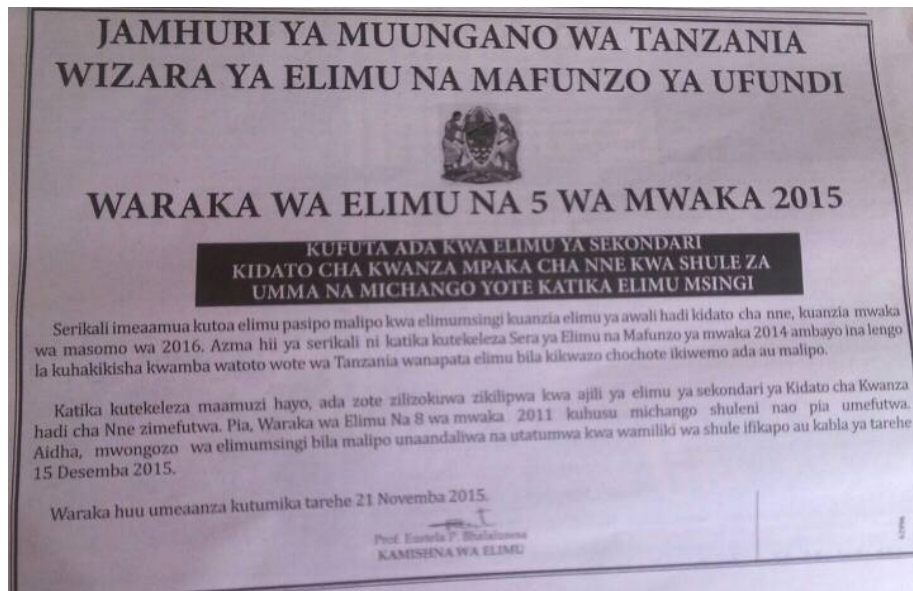 JAMHURI YA MUUNGANO WA TANZANIA
WIZARA YA ELIMU NA MAFUNZO YA UFUNDI
WARAKA WA ELIMU NA 5 WA MWAKA 2015
KUFUTA ADA KWA ELIMU YA SEKONDARI
KIDATO CHA KWANZA MPAKA CHA NNE KWA SHULE ZA
UMMA NA MICHANGO YOTE KATIKA ELIMU MSINGI
Serikali imeaamua kutoa elimu pasipo malipo kwa elimumsingi kuanzia elimu ya awali hadi kidato cha nne, kuanzia mwaka
wa masomo wa 2016. Azma hii ya serikali ni katika kutekeleza Sera ya Elimu na Mafunzo ya mwaka 2014 ambayo ina lengo
la kuhakikisha kwamba watoto wote wa Tanzania wanapata elimu bila kikwazo chochote ikiwemo ada au malipo.
Katika kutekeleza maamuzi hayo, ada zote zilizokuwa zikilipwa kwa ajili ya elimu ya sekondari ya Kidato cha Kwanza
hadi cha Nne zimefutwa. Pia, Waraka wa Elimu Na 8 wa mwaka 2011 kuhusu michango shuleni nao pia umefutwa.
Aidha, mwongozo wa elimumsingi bila malipo unaandaliwa na utatumwa kwa wamiliki wa shule ifikapo au kabla ya tarehe
15 Desemba 2015.
Waraka huu umeaanza kutumika tarehe 21 Novemba 2015.
Prof. Eustela P.
KAMISHNA WA ELIMU